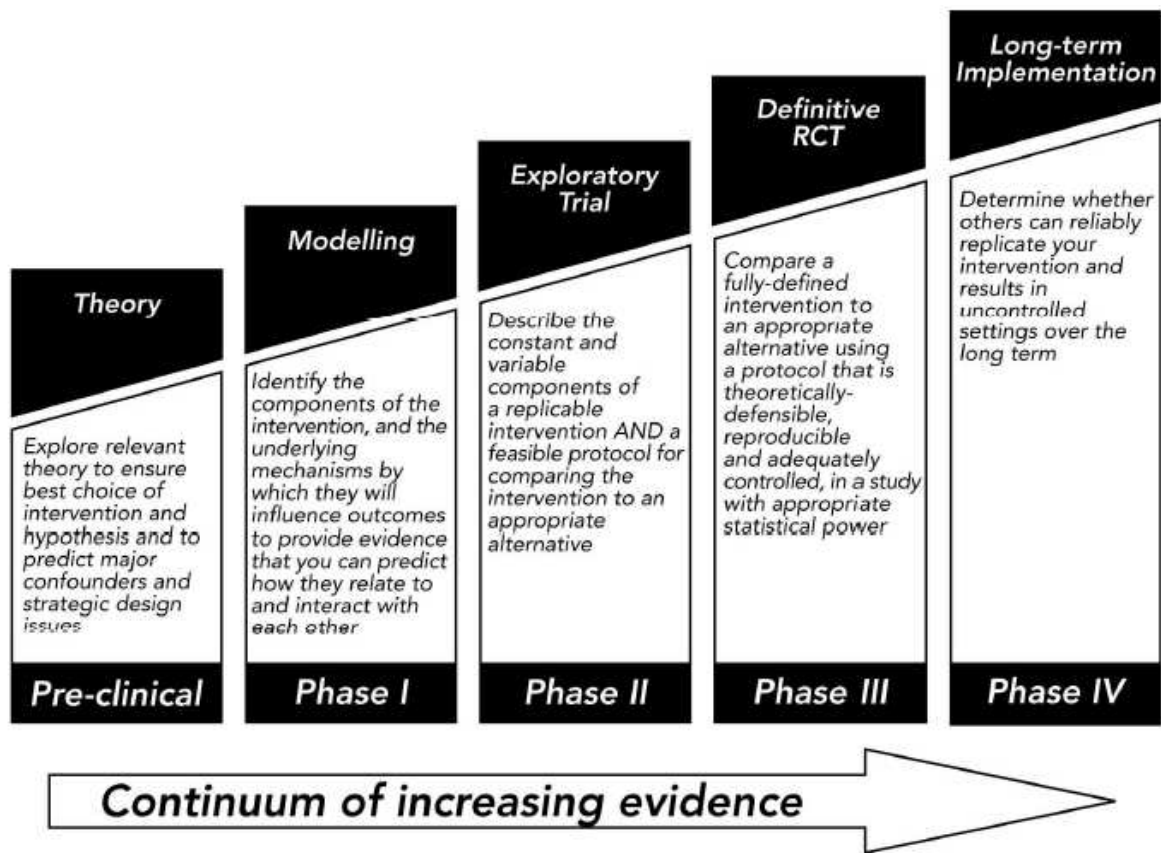 Theory
Explore relevant
theory to ensure
best choice of
intervention and
hypothesis and to
predict major
confounders and
strategic design
issues
Pre-clinical
Modelling
Identify the
components of the
intervention, and the
underlying
mechanisms by
which they will
influence outcomes
to provide evidence
that you can predict
how they relate to
and interact with
each other
Phase I
Exploratory
Trial
Describe the
constant and
variable
components of
a replicable
intervention AND a
feasible protocol for
comparing the
intervention to an
appropriate
alternative
Phase II
Definitive
RCT
Compare a
fully-defined
intervention to
an appropriate
alternative using
a protocol that is
theoretically-
defensible,
reproducible
and adequately
controlled, in a study
with appropriate
statistical power
Phase III
Long-term
Implementation
Determine whether
others can reliably
replicate your
intervention and
results in
uncontrolled
settings over the
long term
Phase IV
Continuum of increasing evidence